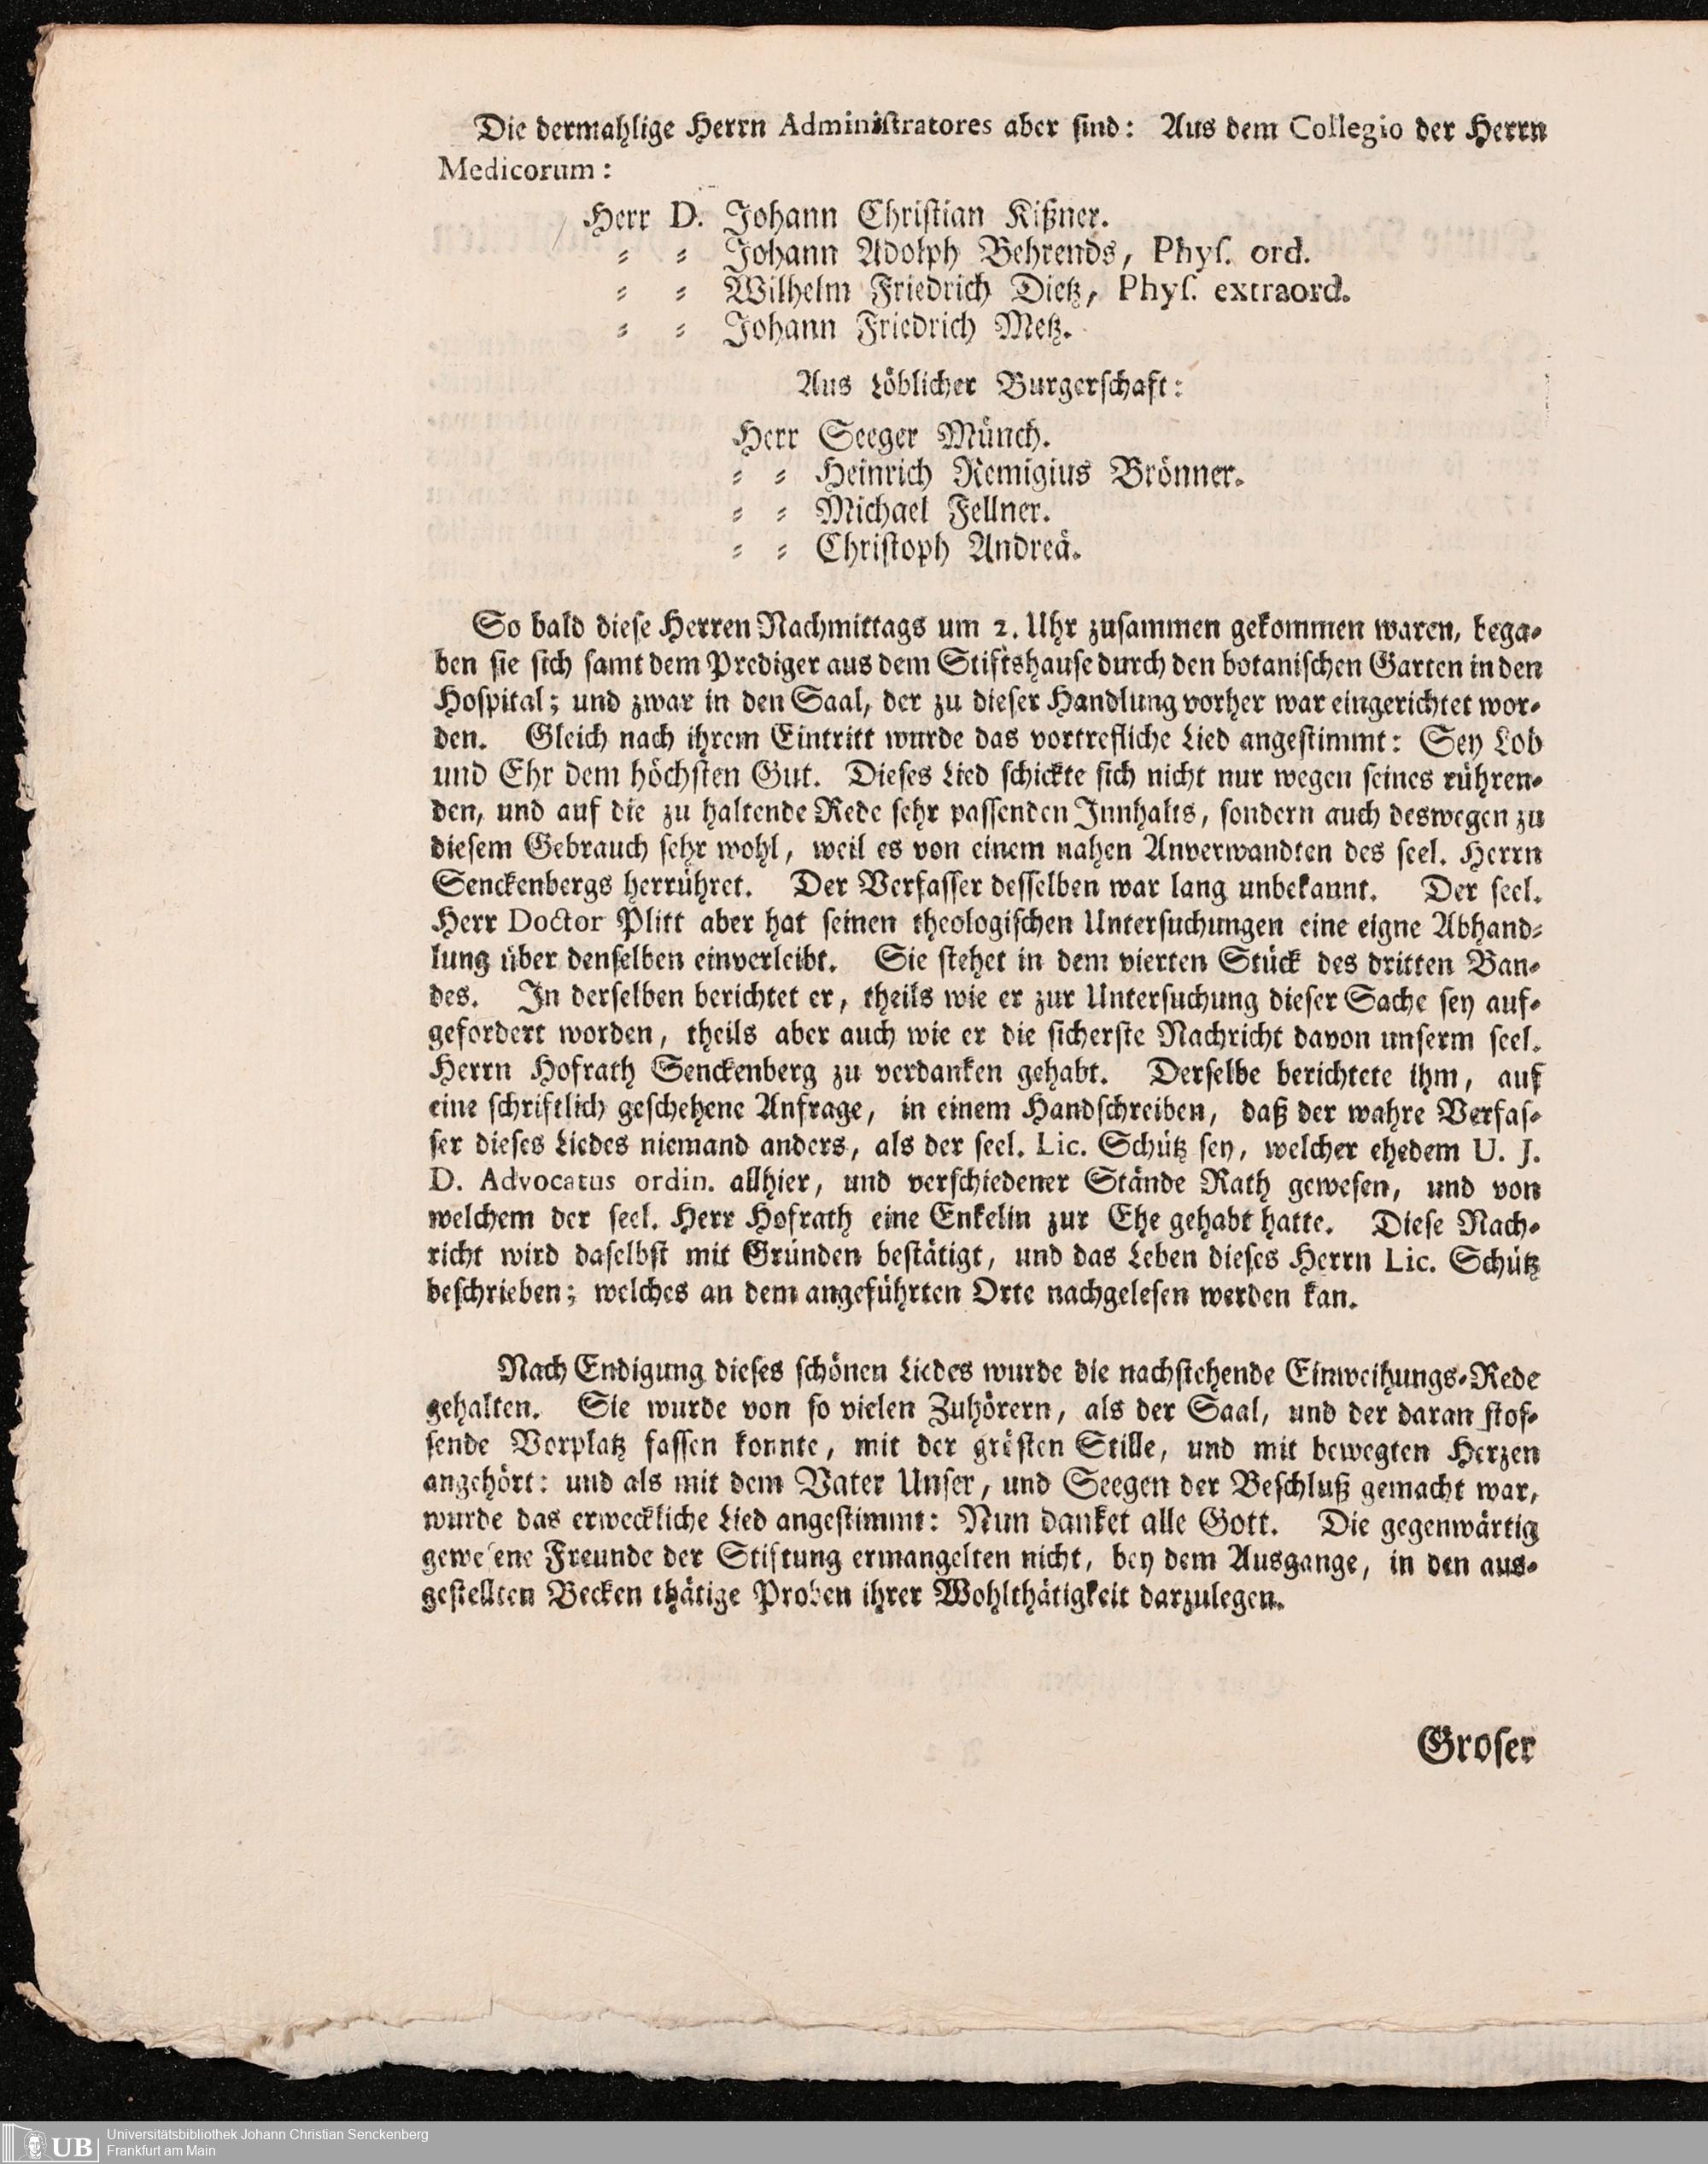 Die dermahlige Herrn Administratores aber sind: Aus dem Collegio der Herrn
Medicorum:
Herr D. Johann Christian Kißner.
⸗ ⸗ Johann Adolph Behrends, Phyſ. ord.
⸗ ⸗ Wilhelm Friedrich Dietz, Phyſ. extraord.
⸗ ⸗ Johann Friedrich Metz.
Aus Löblicher Burgerschaft:
Herr Seeger Münch.
⸗ ⸗ Heinrich Remigius Brönner.
⸗ ⸗ Michael Fellner.
⸗ ⸗ Christoph Andreä.
So bald diese Herren Nachmittags um 2. Uhr zusammen gekommen waren, bega⸗
ben sie sich samt dem Prediger aus dem Stiftshause durch den botanischen Garten in den
Hospital; und zwar in den Saal, der zu dieser Handlung vorher war eingerichtet wor⸗
den. Gleich nach ihrem Eintritt wurde das vortrefliche Lied angestimmt: Sey Lob
und Ehr dem höchsten Gut. Dieses Lied schickte sich nicht nur wegen seines rühren⸗
den, und auf die zu haltende Rede sehr passenden Innhalts, sondern auch deswegen zu
diesem Gebrauch sehr wohl, weil es von einem nahen Anverwandten des seel. Herrn
Senckenbergs herrühret. Der Verfasser desselben war lang unbekannt. Der seel.
Herr Doctor Plitt aber hat seinen theologischen Untersuchungen eine eigne Abhand⸗
lung über denselben einverleibt. Sie stehet in dem vierten Stück des dritten Ban⸗
des. In derselben berichtet er, theils wie er zur Untersuchung dieser Sache sey auf⸗
gefordert worden, theils aber auch wie er die sicherste Nachricht davon unserm seel.
Herrn Hofrath Senckenberg zu verdanken gehabt. Derselbe berichtete ihm, auf
eine schriftlich geschehene Anfrage, in einem Handschreiben, daß der wahre Verfas⸗
ser dieses Liedes niemand anders, als der seel. Lic. Schütz sey, welcher ehedem U. J.
D. Advocatus ordin. allhier, und verschiedener Stände Rath gewesen, und von
welchem der seel. Herr Hofrath eine Enkelin zur Ehe gehabt hatte. Diese Nach⸗
richt wird daselbst mit Gründen bestätigt, und das Leben dieses Herrn Lic. Schütz
beschrieben; welches an dem angeführten Orte nachgelesen werden kan.
Nach Endigung dieses schönen Liedes wurde die nachstehende Einweihungs⸗Rede
gehalten. Sie wurde von so vielen Zuhörern, als der Saal, und der daran stos⸗
sende Vorplatz fassen konnte, mit der grösten Stille, und mit bewegten Herzen
angehört: und als mit dem Vater Unser, und Seegen der Beschluß gemacht war,
wurde das erweckliche Lied angestimmt: Nun danket alle Gott. Die gegenwärtig
gewesene Freunde der Stiftung ermangelten nicht, bey dem Ausgange, in den aus⸗
gestellten Becken thätige Proben ihrer Wohlthätigkeit darzulegen.
Groser
UB Universitätsbibliothek Johann Christian Senckenberg
Frankfurt am Main